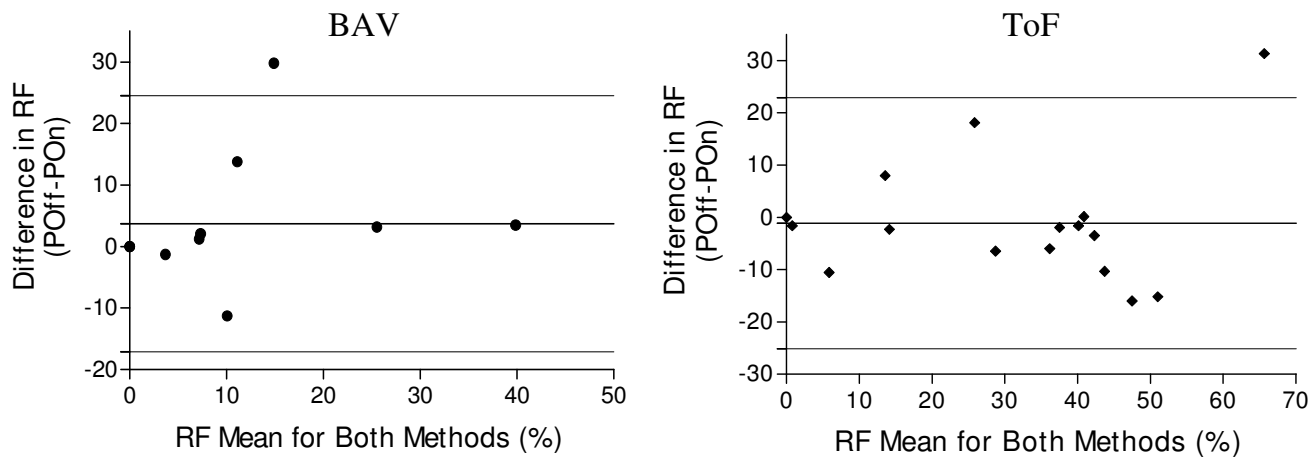 BAV
Difference in RF
(POff-POn)
30
20
10
0
-10
-20
0 10 20 30 40 50
RF Mean for Both Methods (%)
ToF
Difference in RF
(POff-POn)
30
20
10
0
-10
-20
-30
0 10 20 30 40 50 60 70
RF Mean for Both Methods (%)